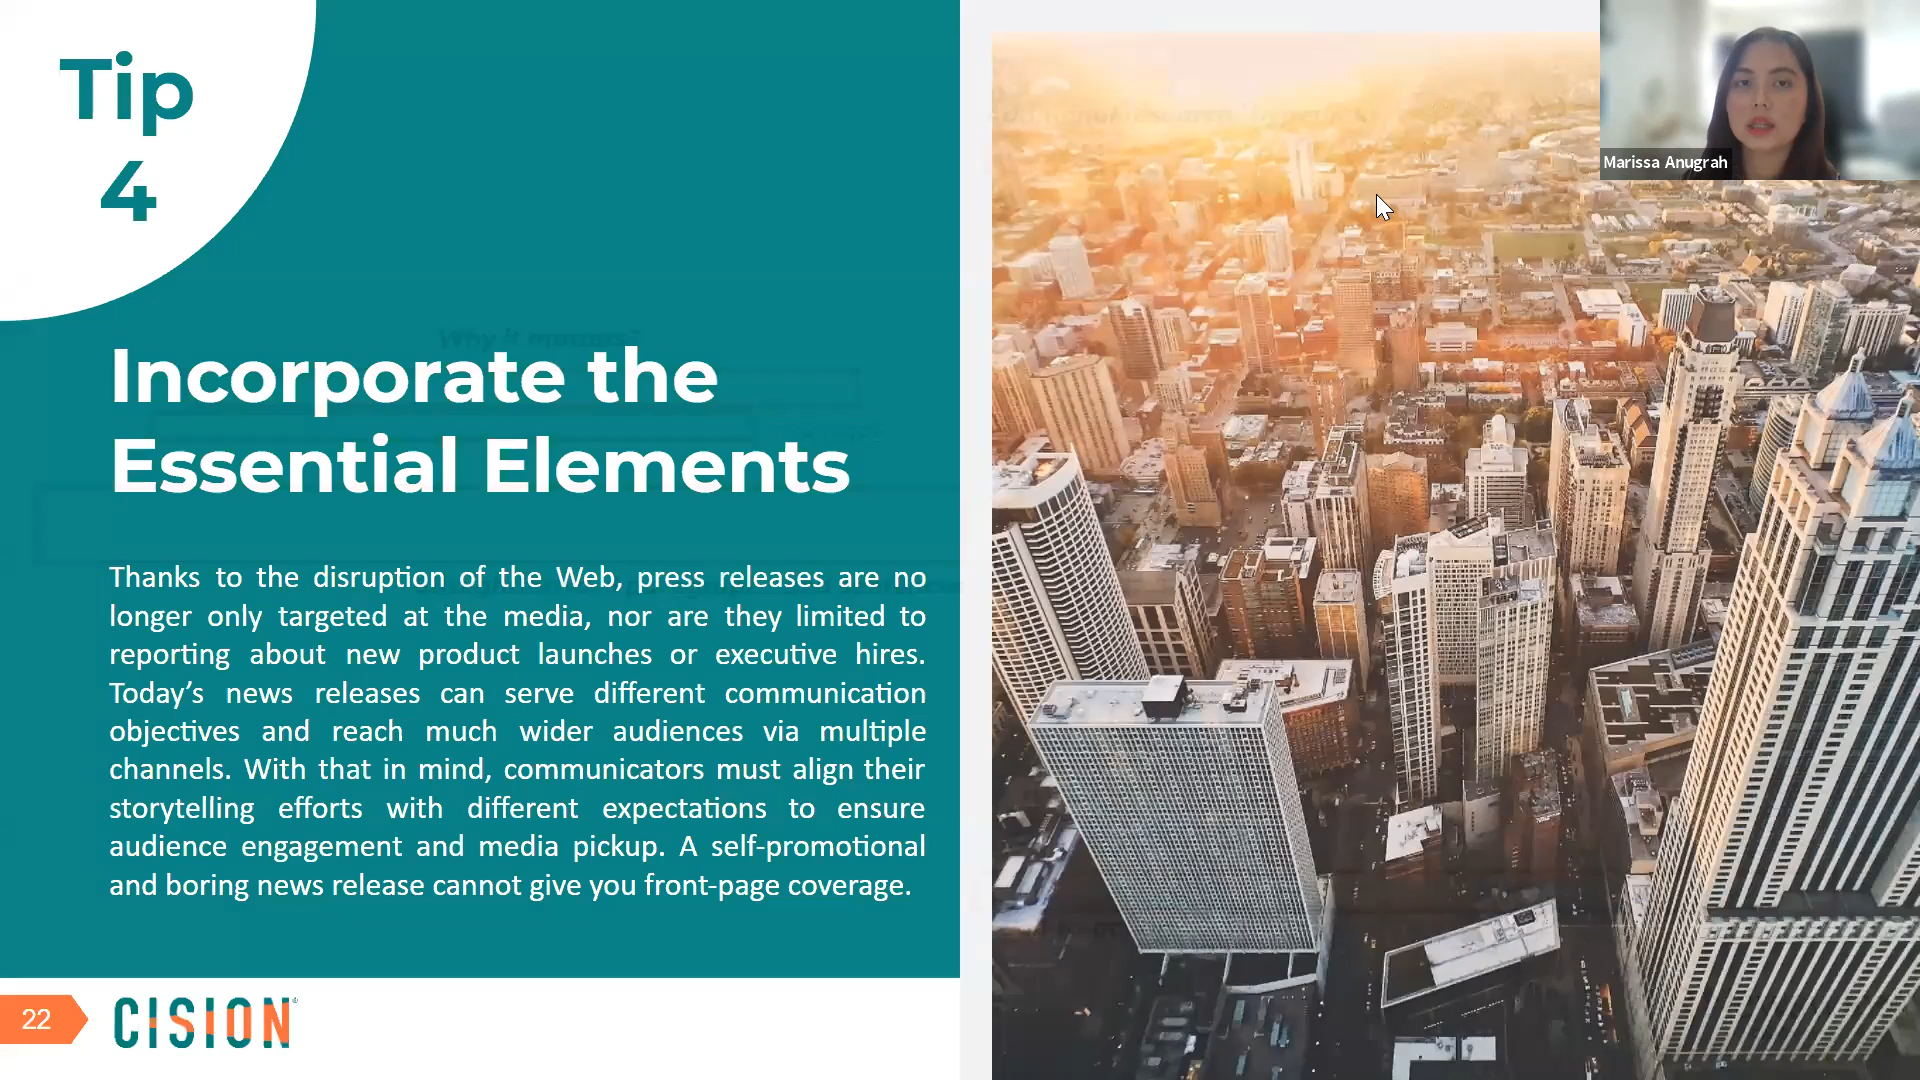 Tip
4
Marissa Anugrah
Why it matters?
Incorporate the
Essential Elements
Thanks to the disruption of the Web, press releases are no
longer only targeted at the media, nor are they limited to
reporting about new product launches or executive hires.
Today’s news releases can serve different communication
objectives and reach much wider audiences via multiple
channels. With that in mind, communicators must align their
storytelling efforts with different expectations to ensure
audience engagement and media pickup. A self-promotional
and boring news release cannot give you front-page coverage.
22
CISION®